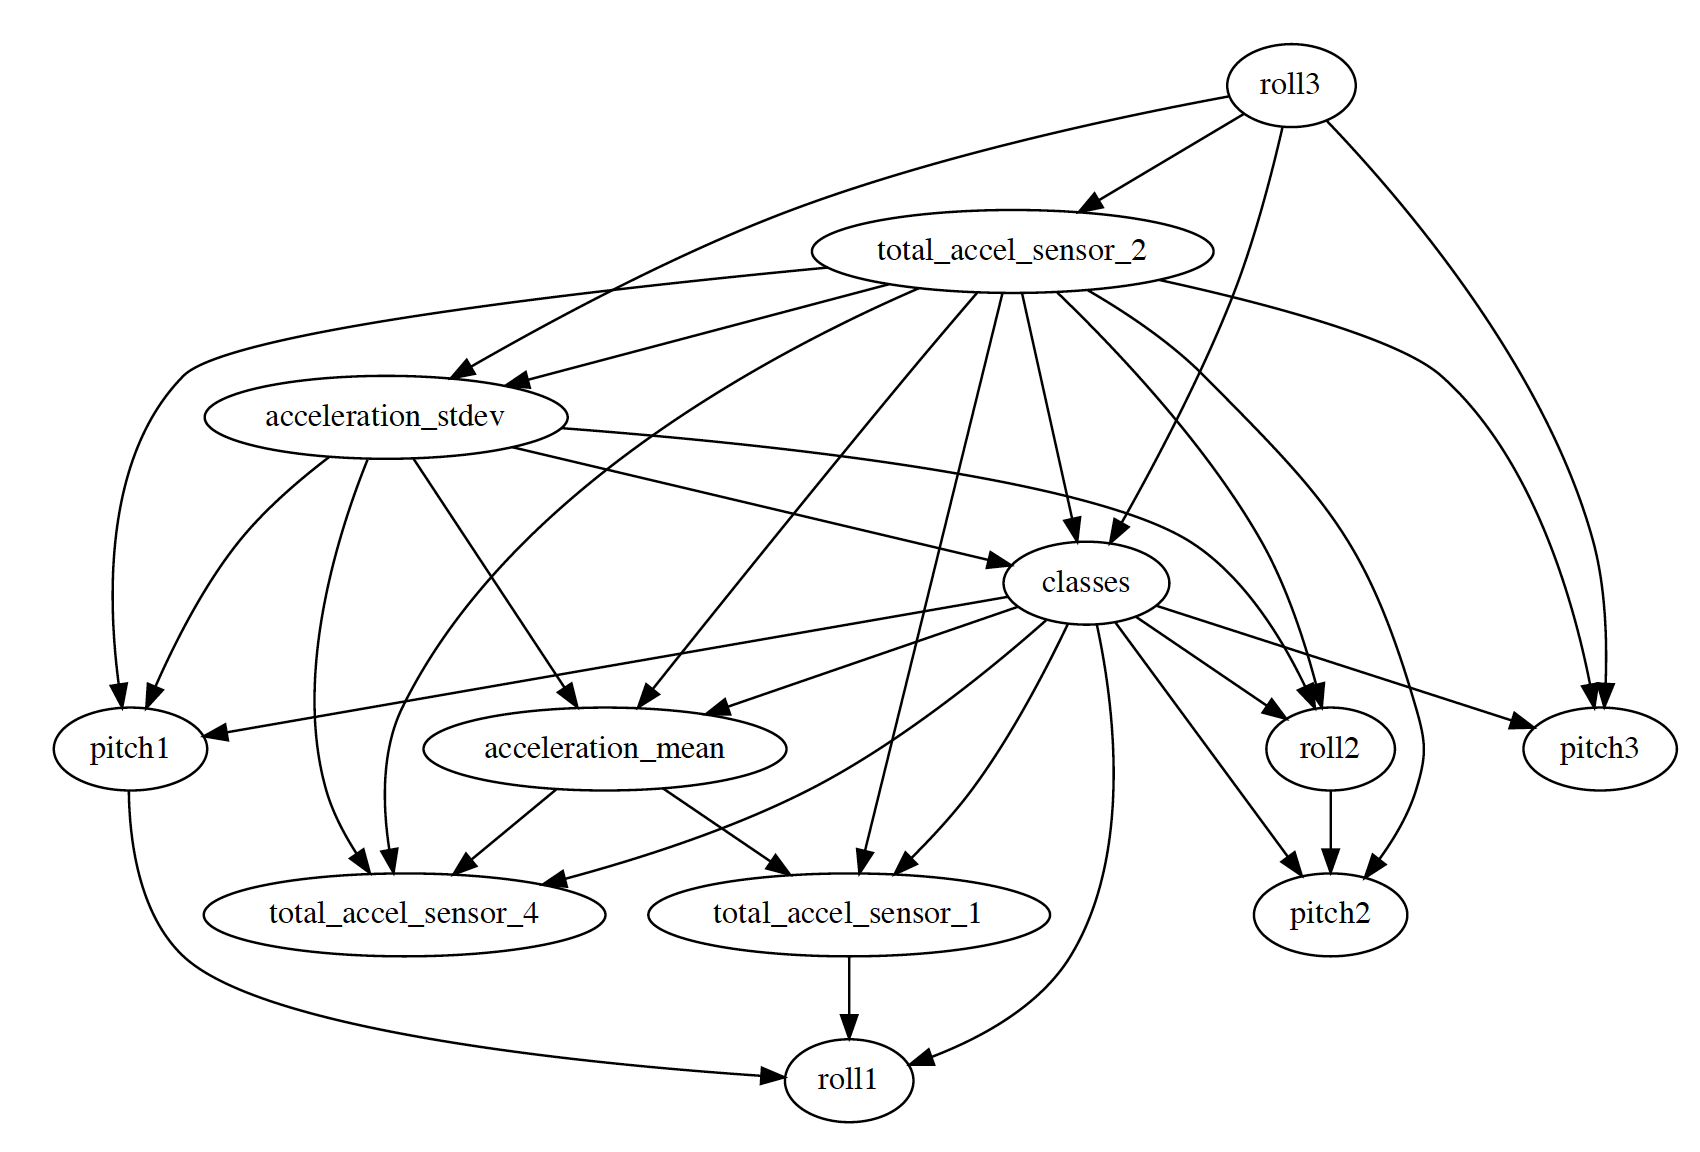 roll3
total_accel_sensor_2
acceleration_stdev
classes
pitch1
acceleration_mean
roll2
pitch3
total_accel_sensor_4
total_accel_sensor_1
pitch2
roll1